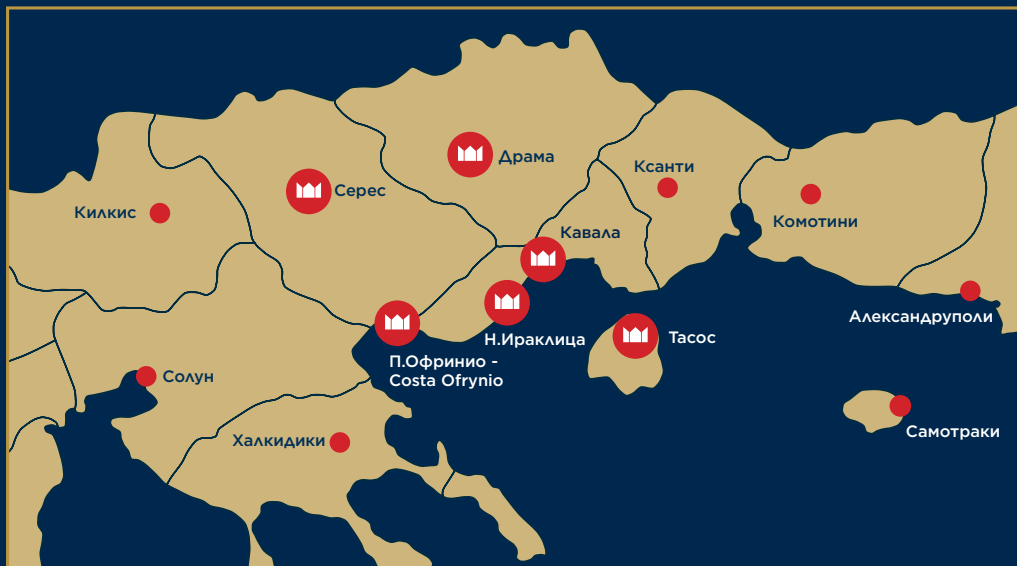 Драма
Ксанти
Серес
Килкис
Комотини
Кавала
Александруполи
Н.Ираклица
Тасос
П.Офринио -
Costa Ofrynio
Солун
Самотраки
Халкидики